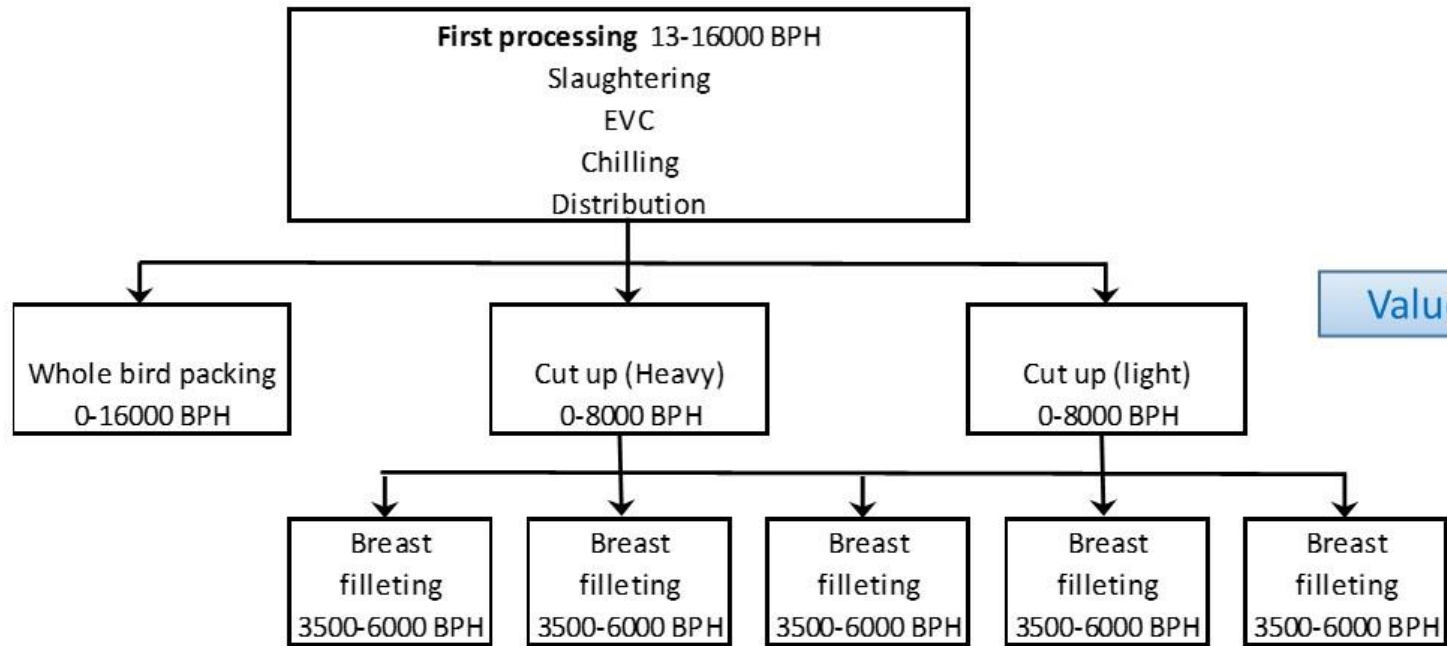 First processing 13-16000 BPH
Slaughtering
EVC
Chilling
Distribution
Whole bird packing
0-16000 BPH
Cut up (Heavy)
0-8000 BPH
Cut up (light)
0-8000 BPH
Breast
filleting
3500-6000 BPH
Breast
filleting
3500-6000 BPH
Breast
filleting
3500-6000 BPH
Breast
filleting
3500-6000 BPH
Breast
filleting
3500-6000 BPH